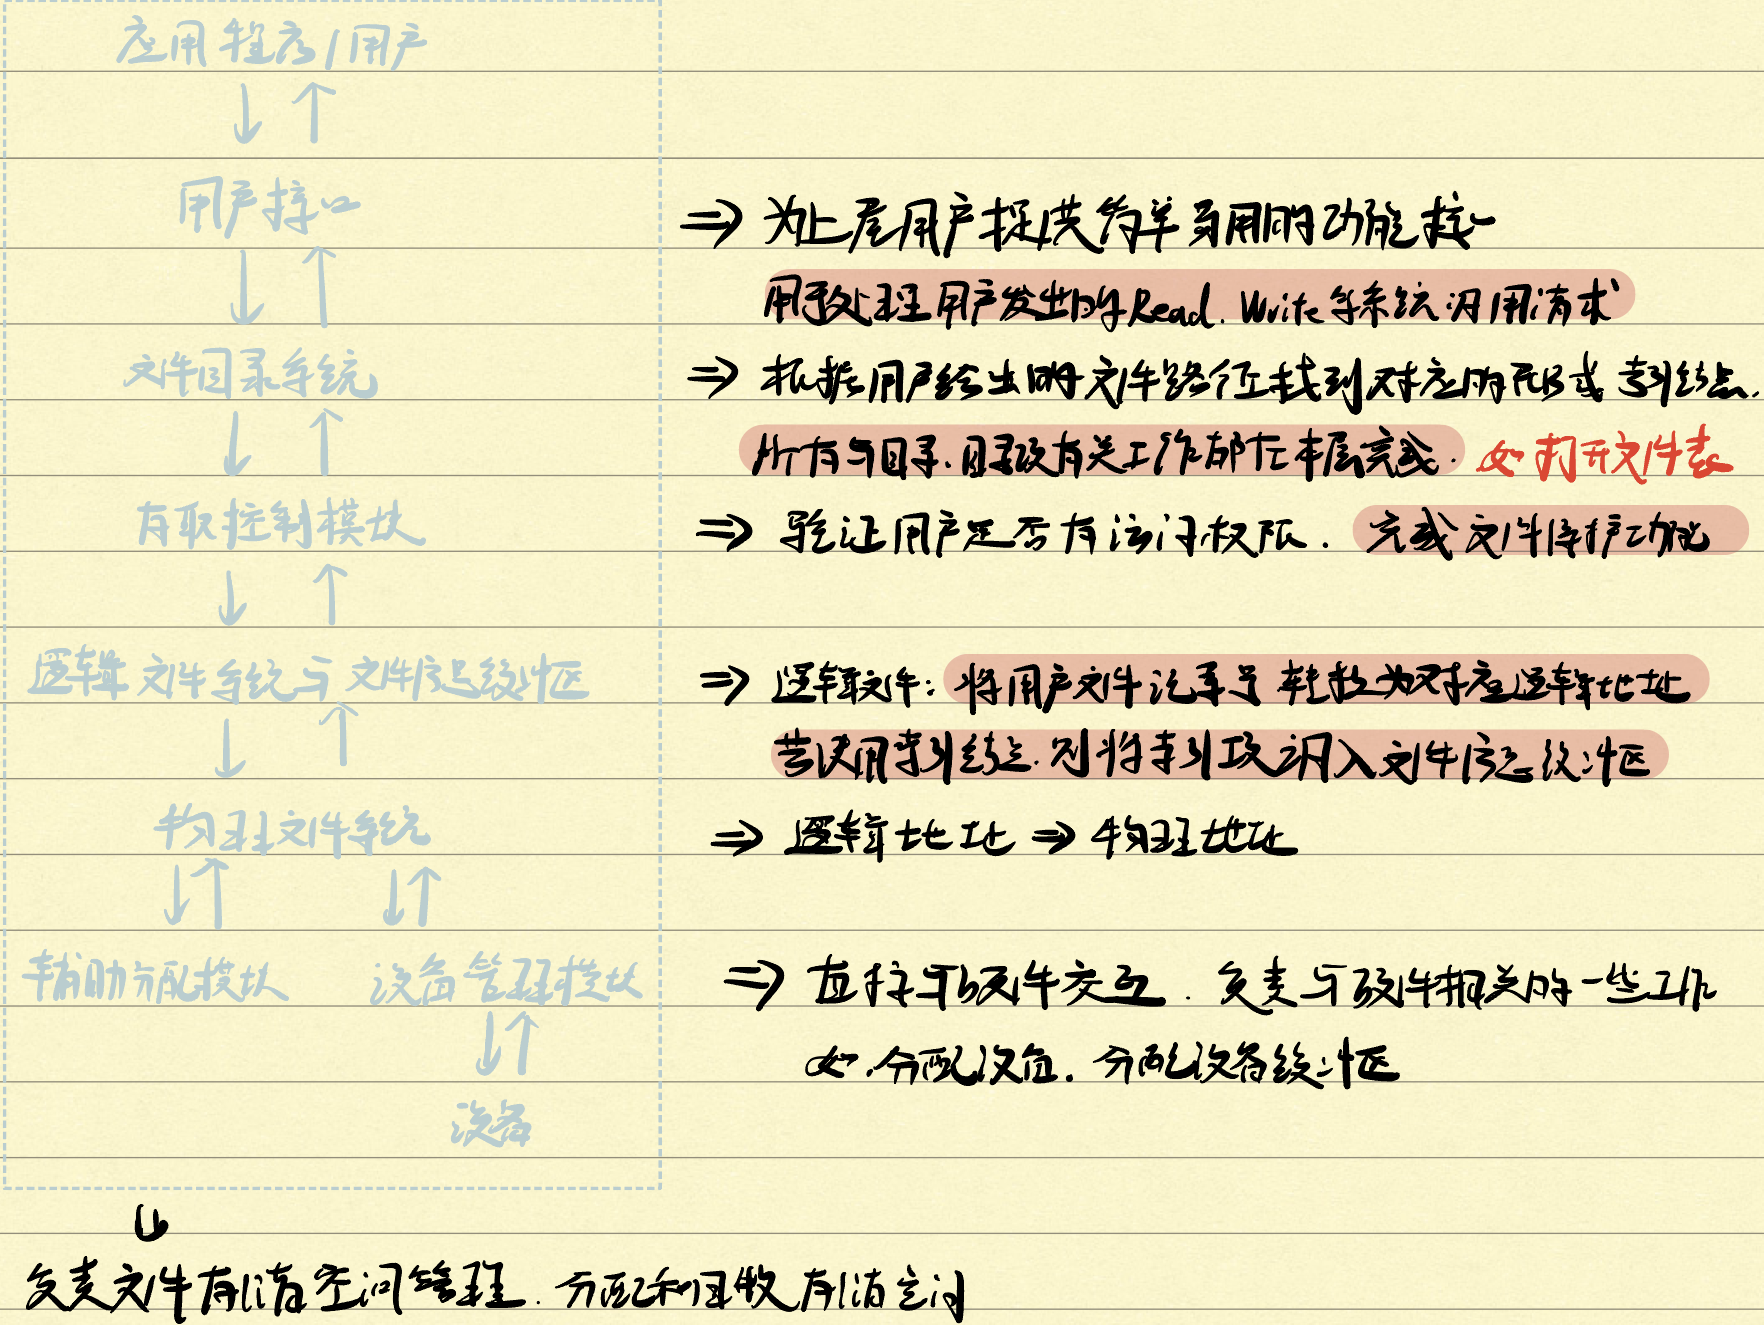 应用程序/用户
用户接口
⇒ 为上层用户提供简单易用的功能接口
用于处理用户发出的Read、Write等系统调用请求
文件目录系统
⇒ 根据用户给出的文件路径找到对应的FCB或索引结点.
所有与目录、目录项有关工作都在本层完成. 如打开文件表
存取控制模块
⇒ 验证用户是否有访问权限. 完成文件保护功能
逻辑文件系统与文件信息缓冲区
⇒ 逻辑文件：将用户文件记录号转换为对应逻辑地址
若使用索引结点.则将索引项调入文件信息缓冲区
物理文件系统
⇒ 逻辑地址 ⇒ 物理地址
辅助分配模块 设备管理模块
⇒ 直接与硬件交互. 负责与硬件相关的一些工作
如.分配设备. 分配设备缓冲区
设备
负责文件存储空间管理. 分配和回收存储空间